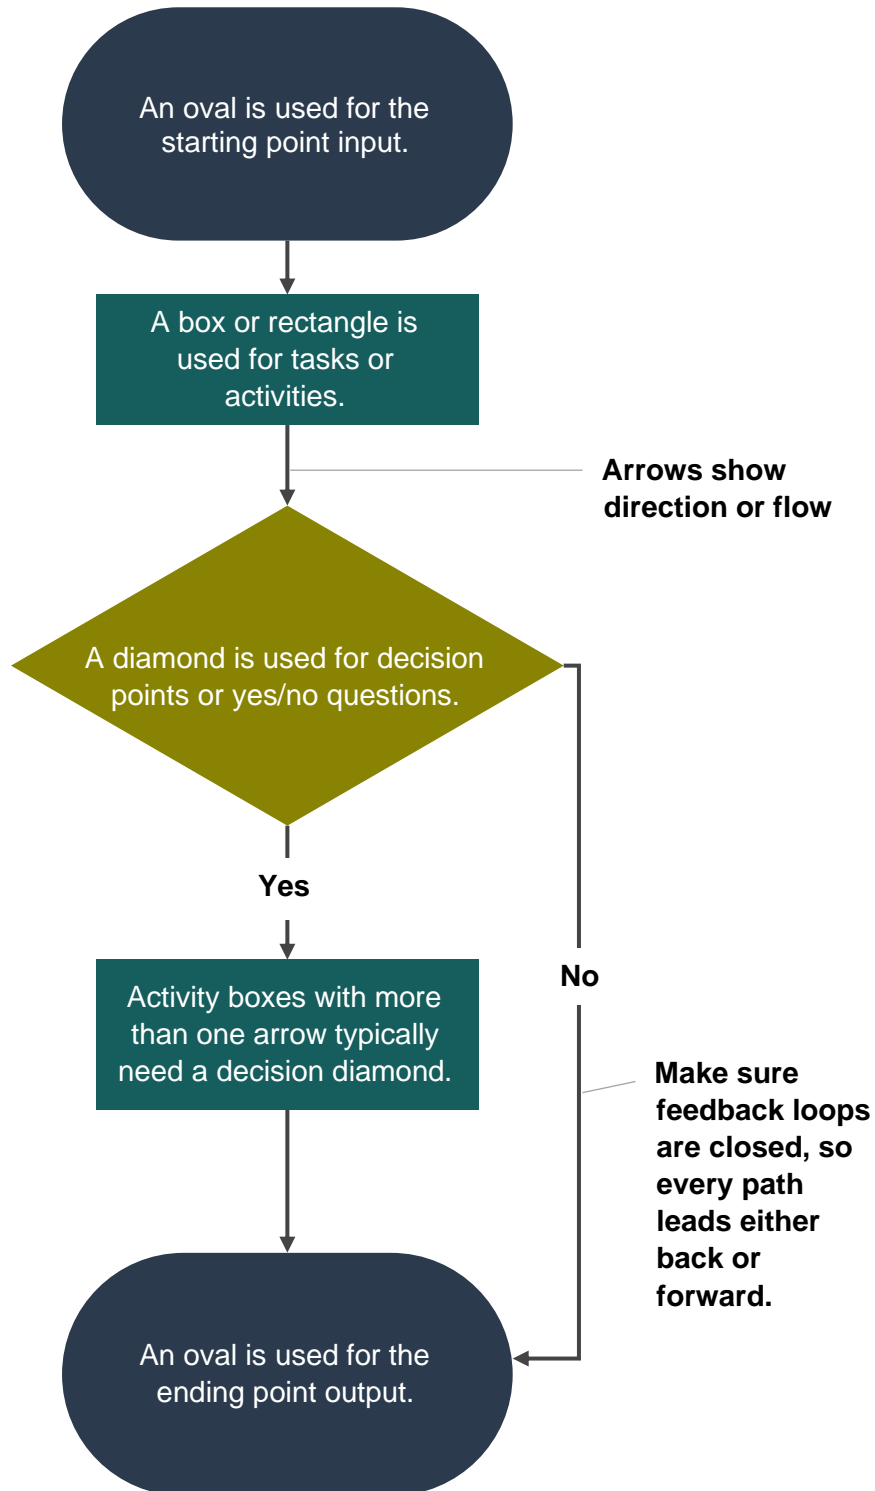 An oval is used for the
starting point input.
A box or rectangle is
used for tasks or
activities.
Arrows show
direction or flow
A diamond is used for decision
points or yes/no questions.
Yes
No
Activity boxes with more
than one arrow typically
need a decision diamond.
Make sure
feedback loops
are closed, so
every path
leads either
back or
forward.
An oval is used for the
ending point output.